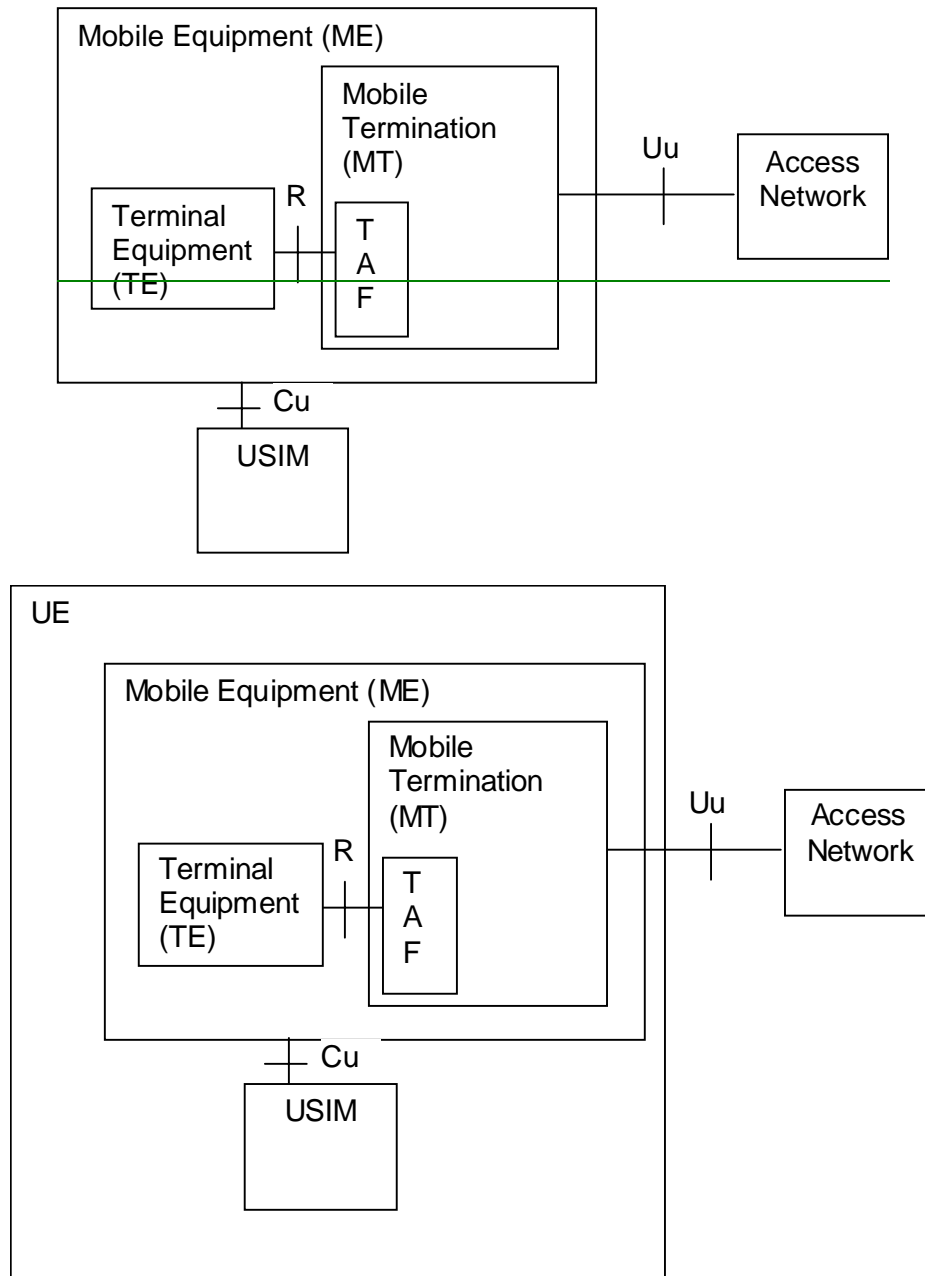 Mobile Equipment (ME)
Mobile
Termination
(MT)
Uu
Access
Network
R
Terminal
Equipment
(TE)
T
A
F
Cu
USIM
UE
Mobile Equipment (ME)
Mobile
Termination
(MT)
Uu
Access
Network
R
Terminal
Equipment
(TE)
T
A
F
Cu
USIM